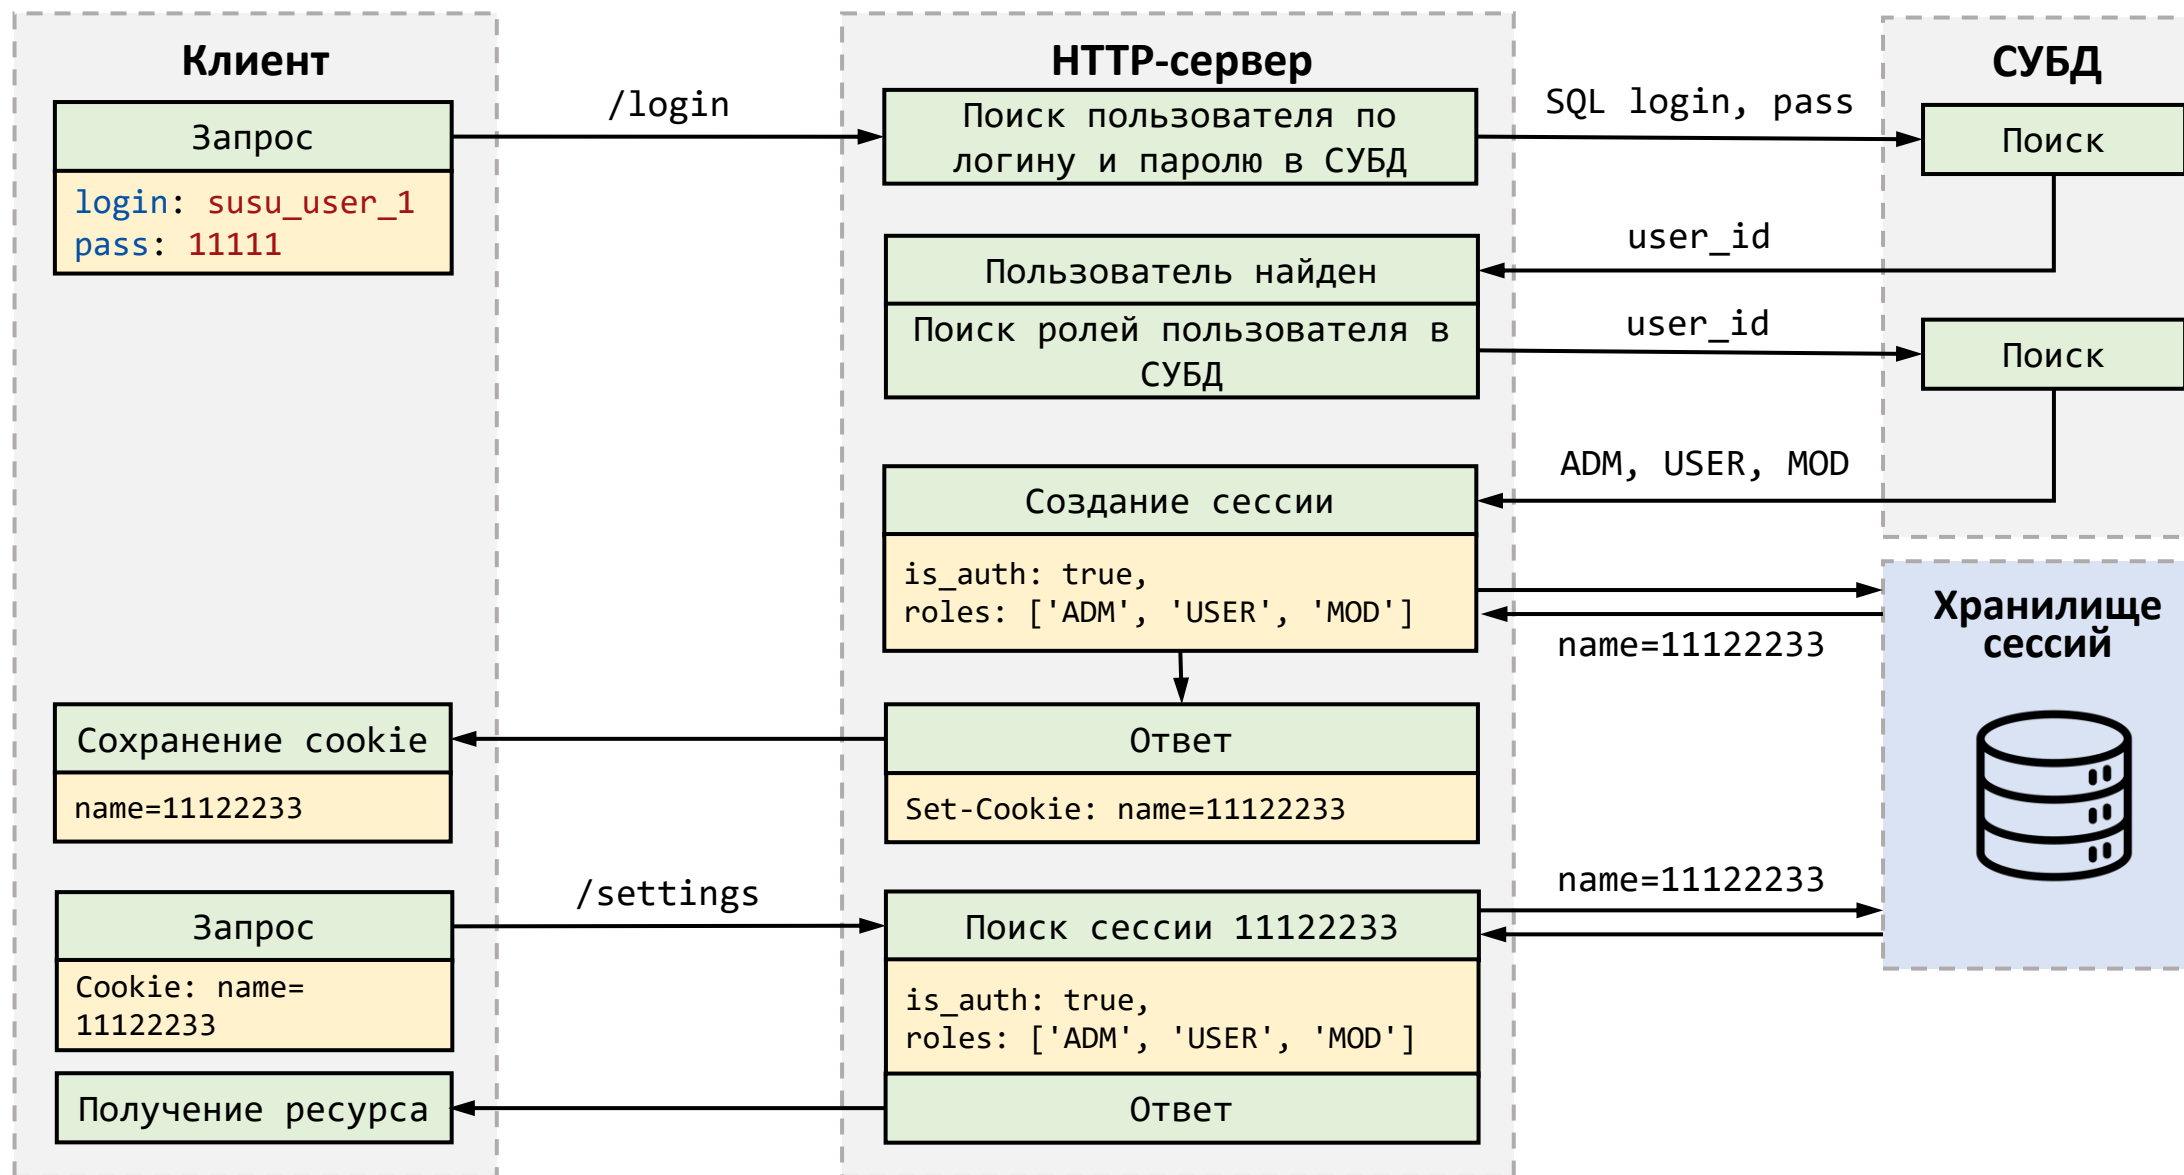 Клиент
HTTP-сервер
СУБД
Запрос
login: susu_user_1
pass: 11111
/login
Поиск пользователя по
логину и паролю в СУБД
SQL login, pass
Поиск
user_id
Пользователь найден
Поиск ролей пользователя в
СУБД
user_id
Поиск
ADM, USER, MOD
Создание сессии
is_auth: true,
roles: ['ADM', 'USER', 'MOD']
name=11122233
Хранилище
сессий
Сохранение cookie
name=11122233
Ответ
Set-Cookie: name=11122233
Запрос
Cookie: name=
11122233
/settings
Поиск сессии 11122233
is_auth: true,
roles: ['ADM', 'USER', 'MOD']
name=11122233
Получение ресурса
Ответ